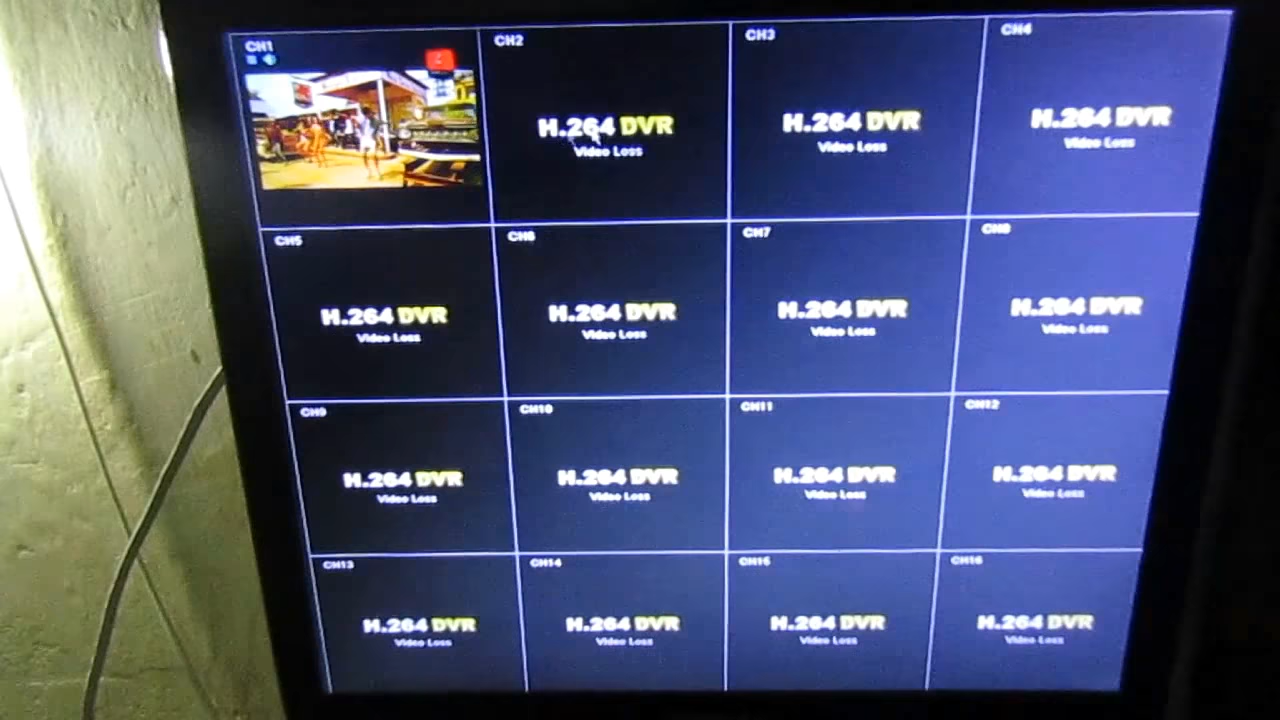 CH1
CH2
H.264 DVR
Video Loss
CH3
H.264 DVR
Video Loss
CH4
H.264 DVR
Video Loss
CH5
H.264 DVR
Video Loss
CH6
H.264 DVR
Video Loss
CH7
H.264 DVR
Video Loss
CH8
H.264 DVR
Video Loss
CH9
H.264 DVR
Video Loss
CH10
H.264 DVR
Video Loss
CH11
H.264 DVR
Video Loss
CH12
H.264 DVR
Video Loss
CH13
H.264 DVR
Video Loss
CH14
H.264 DVR
Video Loss
CH15
H.264 DVR
Video Loss
CH16
H.264 DVR
Video Loss